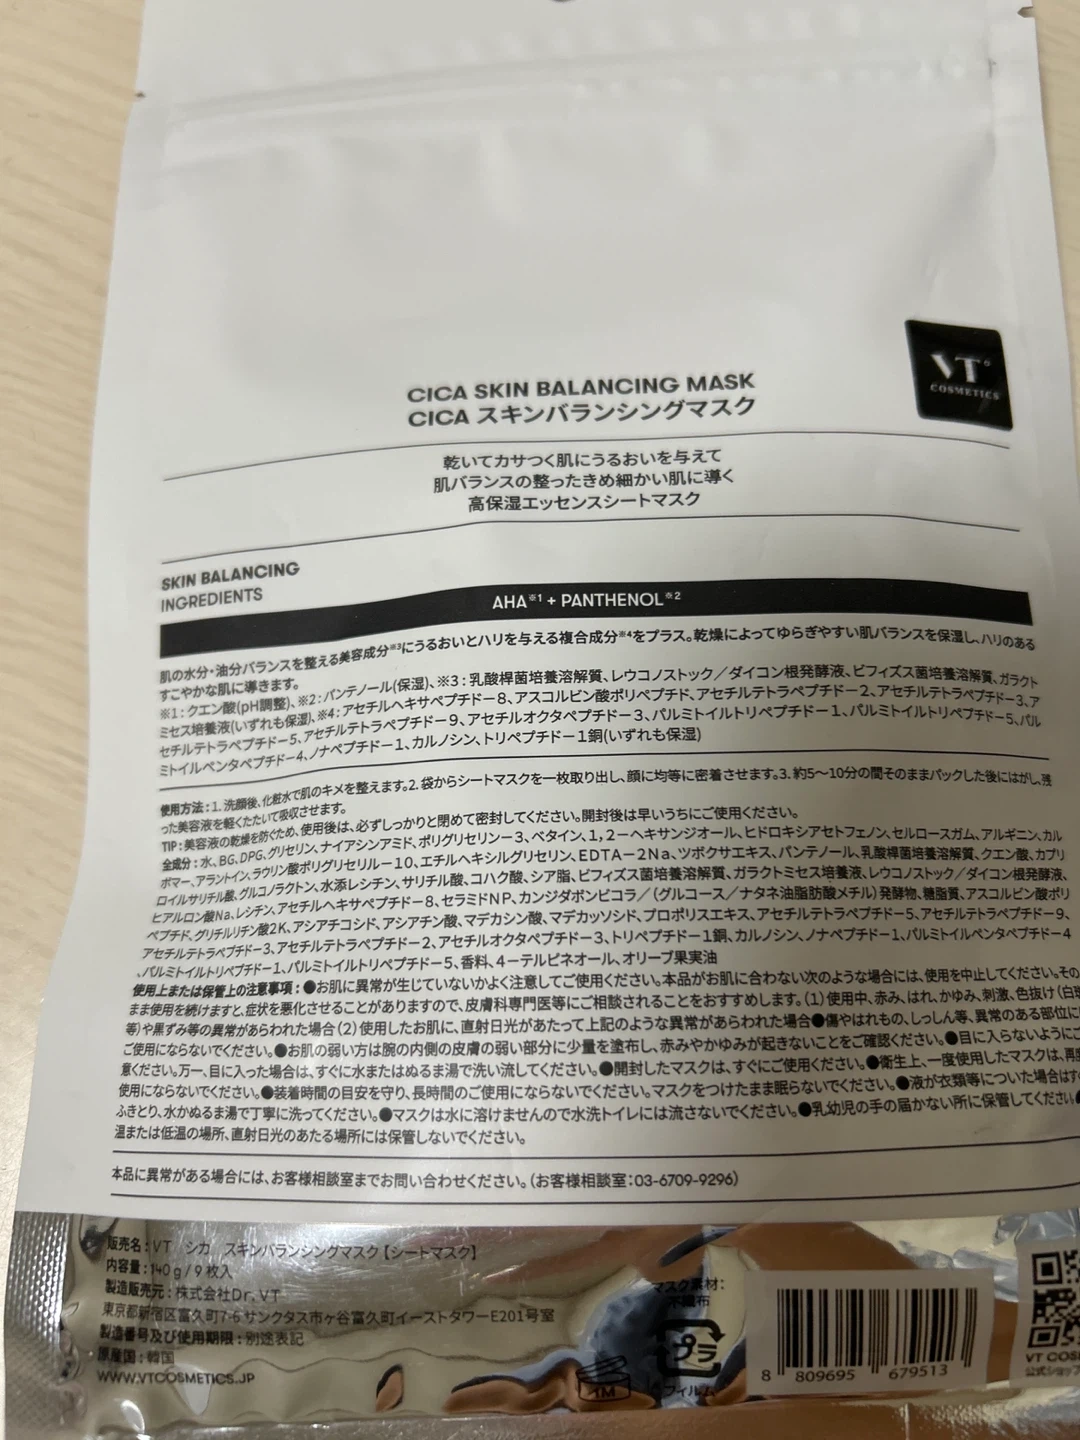 CICA SKIN BALANCING MASK
CICA スキンバランシングマスク
VT
COSMETICS
乾いてカサつく肌にうるおいを与えて
肌バランスの整ったきめ細かい肌に導く
高保湿エッセンスシートマスク
SKIN BALANCING
INGREDIENTS
AHA※1 + PANTHENOL※2
肌の水分・油分バランスを整える美容成分※3にうるおいとハリを与える複合成分※4をプラス。乾燥によってゆらぎやすい肌バランスを保湿し、ハリのある
すこやかな肌に導きます。
※1：クエン酸(pH調整)、※2：パンテノール(保湿)、※3：乳酸桿菌培養溶解質、レウコノストック／ダイコン根発酵液、ビフィズス菌培養溶解質、ガラクト
ミセス培養液(いずれも保湿)、※4：アセチルヘキサペプチドー8、アスコルビン酸ポリペプチド、アセチルテトラペプチドー2、アセチルテトラペプチドー3、ア
セチルテトラペプチドー5、アセチルテトラペプチドー9、アセチルオクタペプチドー3、パルミトイルトリペプチドー1、パルミトイルトリペプチドー5、パル
ミトイルペンタペプチドー4、ノナペプチドー1、カルノシン、トリペプチドー1銅(いずれも保湿)
使用方法：1. 洗顔後、化粧水で肌のキメを整えます。2. 袋からシートマスクを一枚取り出し、顔に均等に密着させます。3. 約5～10分の間そのままパックした後にはがし、残
った美容液を軽くたたいて吸収させます。
TIP：美容液の乾燥を防ぐため、使用後は、必ずしっかりと閉めて密封してください。開封後は早いうちにご使用ください。
全成分：水、BG、DPG、グリセリン、ナイアシンアミド、ポリグリセリンー3、ベタイン、1，2ーヘキサンジオール、ヒドロキシアセトフェノン、セルロースガム、アルギニン、カル
ボマー、アラントイン、ラウリン酸ポリグリセリルー10、エチルヘキシルグリセリン、EDTAー2Na、ツボクサエキス、パンテノール、乳酸桿菌培養溶解質、クエン酸、カプリ
ロイルサリチル酸、グルコノラクトン、水添レシチン、サリチル酸、コハク酸、シア脂、ビフィズス菌培養溶解質、ガラクトミセス培養液、レウコノストック／ダイコン根発酵液、
ヒアルロン酸Na、レシチン、アセチルヘキサペプチドー8、セラミドNP、カンジダボンビコラ／（グルコース／ナタネ油脂肪酸メチル）発酵物、糖脂質、アスコルビン酸ポリ
ペプチド、グリチルリチン酸2K、アシアチコシド、アシアチン酸、マデカシン酸、マデカッソシド、プロポリスエキス、アセチルテトラペプチドー5、アセチルテトラペプチドー9、
アセチルテトラペプチドー3、アセチルテトラペプチドー2、アセチルオクタペプチドー3、トリペプチドー1銅、カルノシン、ノナペプチドー1、パルミトイルペンタペプチドー4
、パルミトイルトリペプチドー1、パルミトイルトリペプチドー5、香料、4ーテルピネオール、オリーブ果実油
使用上または保管上の注意事項：●お肌に異常が生じていないかよく注意してご使用ください。本品がお肌に合わない次のような場合には、使用を中止してください。その
まま使用を続けますと、症状を悪化させることがありますので、皮膚科専門医等にご相談されることをおすすめします。（1）使用中、赤み、はれ、かゆみ、刺激、色抜け（白斑
等）や黒ずみ等の異常があらわれた場合（2）使用したお肌に、直射日光があたって上記のような異常があらわれた場合●傷やはれもの、しっしん等、異常のある部位に
ご使用にならないでください。●お肌の弱い方は腕の内側の皮膚の弱い部分に少量を塗布し、赤みやかゆみが起きないことをご確認ください。●目に入らないようにご
意ください。万一、目に入った場合は、すぐに水またはぬるま湯で洗い流してください。●開封したマスクは、すぐにご使用ください。●衛生上、一度使用したマスクは、再度
使用にならないでください。●装着時間の目安を守り、長時間のご使用にならないでください。マスクをつけたまま眠らないでください。●液が衣類等についた場合はす
ふきとり、水かぬるま湯で丁寧に洗ってください。●マスクは水に溶けませんので水洗トイレには流さないでください。●乳幼児の手の届かない所に保管してください。●
温または低温の場所、直射日光のあたる場所には保管しないでください。
本品に異常がある場合には、お客様相談室までお問い合わせください。（お客様相談室：03-6709-9296）
販売名：VT シカ スキンバランシングマスク【シートマスク】
内容量：140g / 9枚入
製造販売元：株式会社Dr. VT
東京都新宿区富久町7-6 サンクタス市ヶ谷富久町イーストタワーE201号室
製造番号及び使用期限：別途表記
原産国：韓国
WWW.VTCOSMETICS.JP
マスク素材：
不織布
プラ
フィルム
1M
8 809695 679513
VT COS
公式ショップ